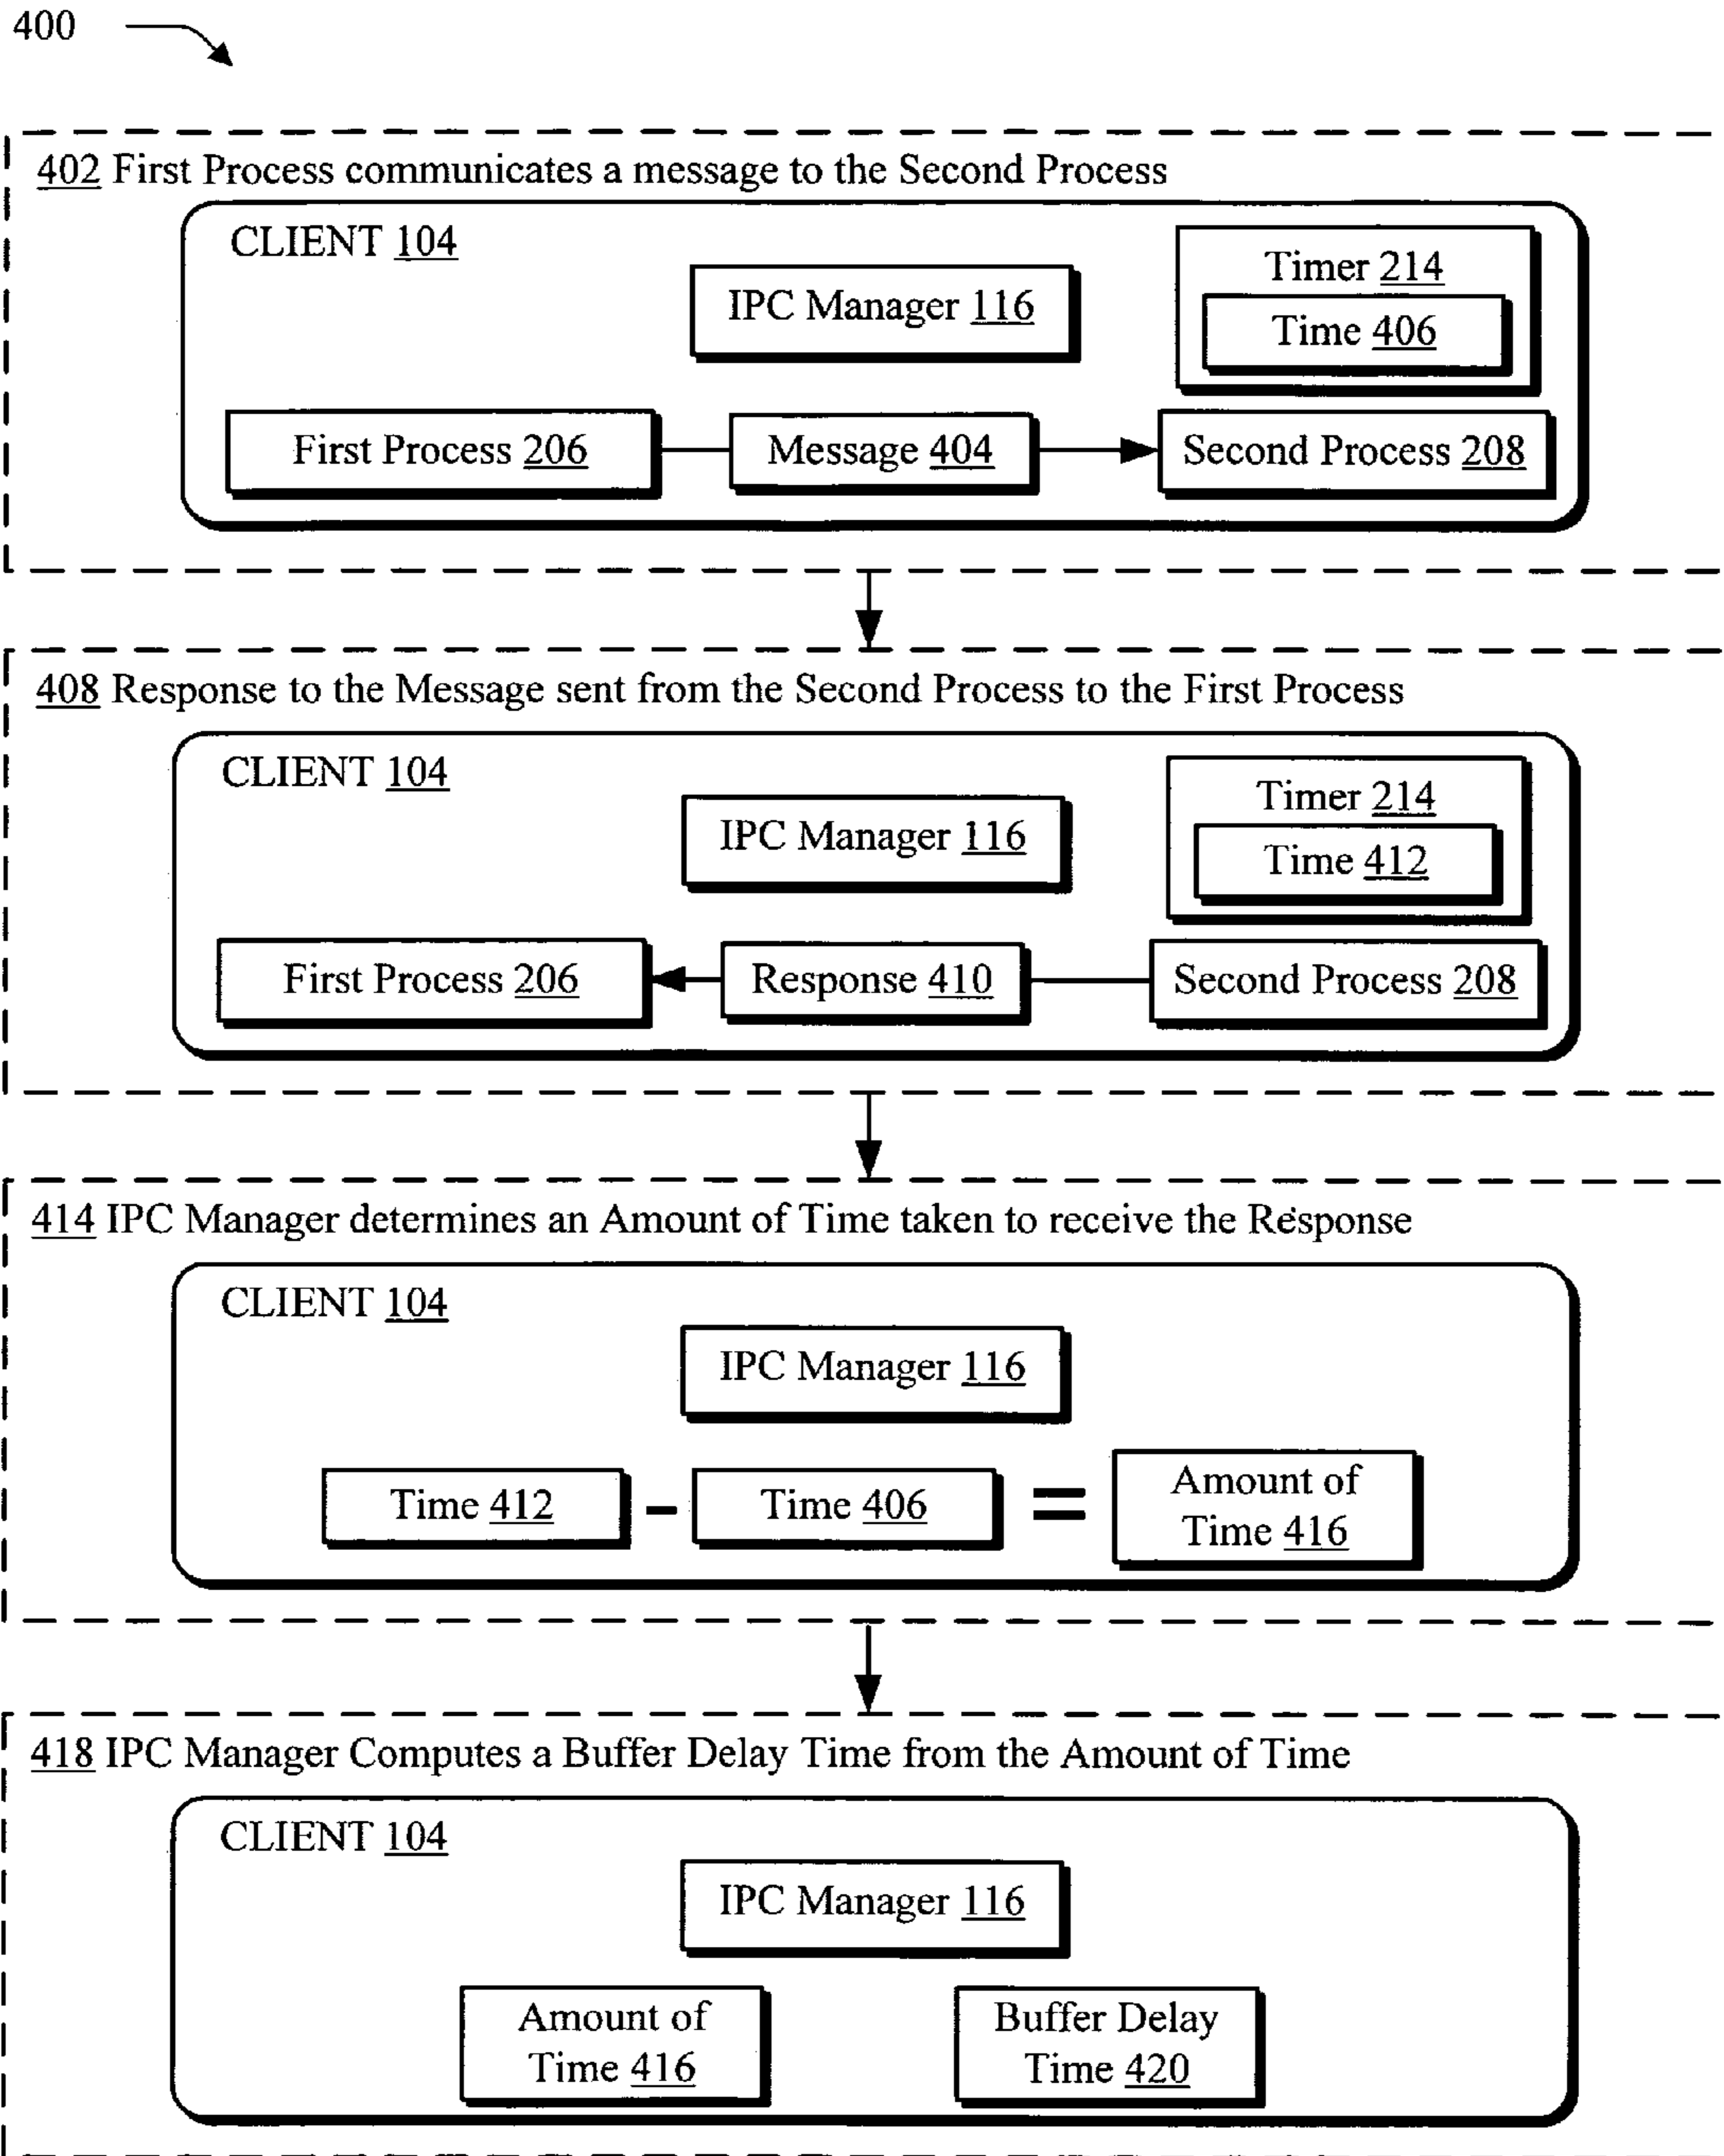 400
402 First Process communicates a message to the Second Process
CLIENT 104
IPC Manager 116
Timer 214
Time 406
First Process 206
Message 404
Second Process 208
408 Response to the Message sent from the Second Process to the First Process
CLIENT 104
IPC Manager 116
Timer 214
Time 412
First Process 206
Response 410
Second Process 208
414 IPC Manager determines an Amount of Time taken to receive the Response
CLIENT 104
IPC Manager 116
Time 412 - Time 406 =
Amount of
Time 416
418 IPC Manager Computes a Buffer Delay Time from the Amount of Time
CLIENT 104
IPC Manager 116
Amount of
Time 416
Buffer Delay
Time 420